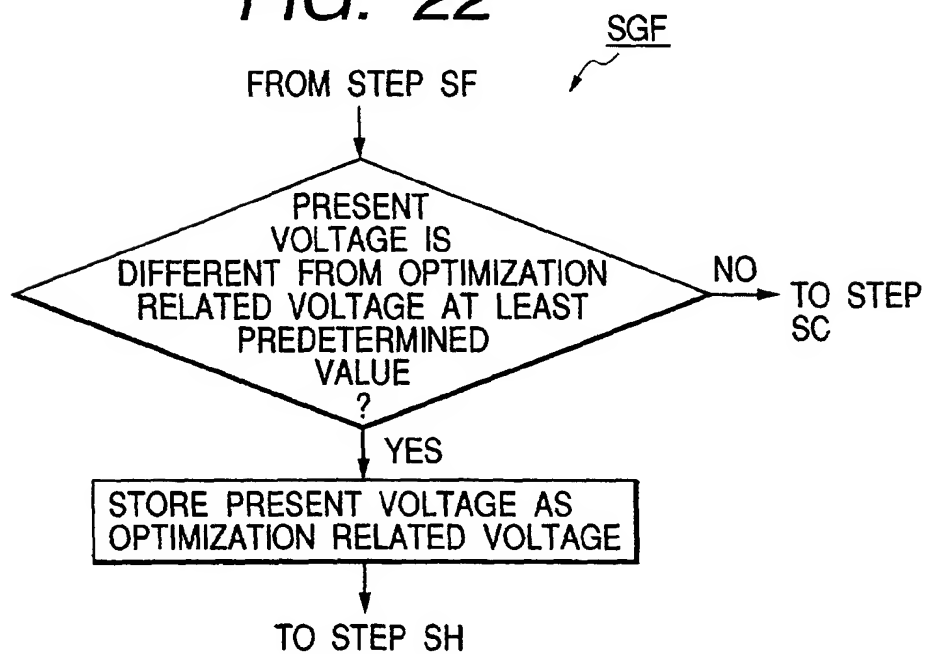 FIG. 22
SGF
FROM STEP SF
PRESENT
VOLTAGE IS
DIFFERENT FROM OPTIMIZATION
RELATED VOLTAGE AT LEAST
PREDETERMINED
VALUE
?
NO
TO STEP
SC
YES
STORE PRESENT VOLTAGE AS
OPTIMIZATION RELATED VOLTAGE
TO STEP SH